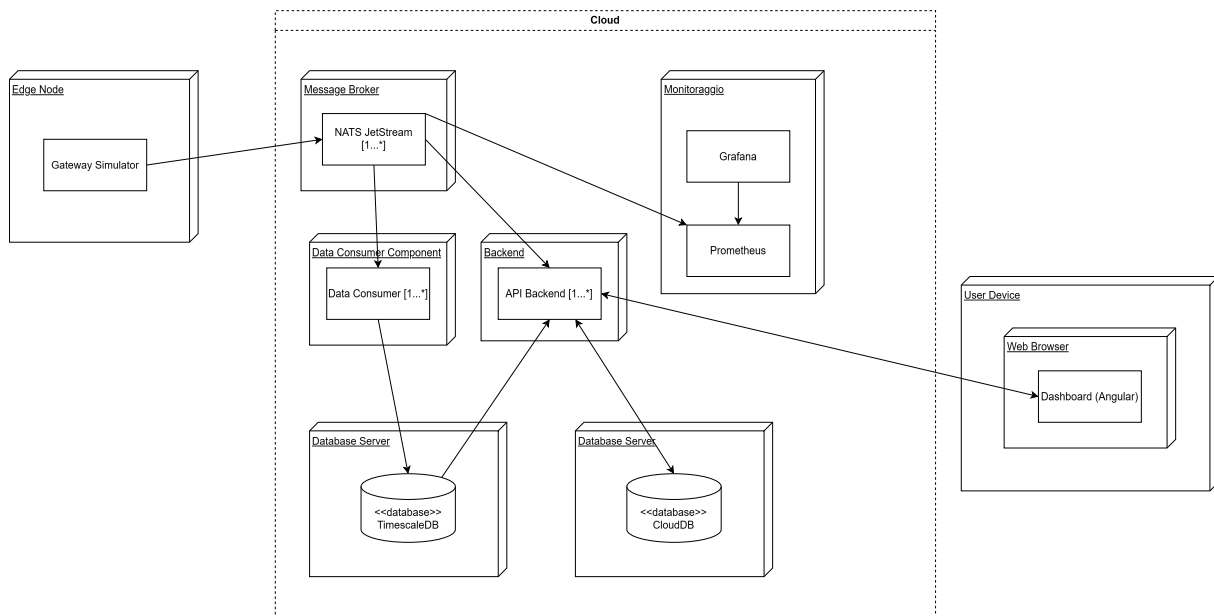 Cloud
Edge Node
Gateway Simulator
Message Broker
NATS JetStream
[1...*]
Monitoraggio
Grafana
Prometheus
Data Consumer Component
Data Consumer [1...*]
Backend
API Backend [1...*]
User Device
Web Browser
Dashboard (Angular)
Database Server
<<database>>
TimescaleDB
Database Server
<<database>>
CloudDB